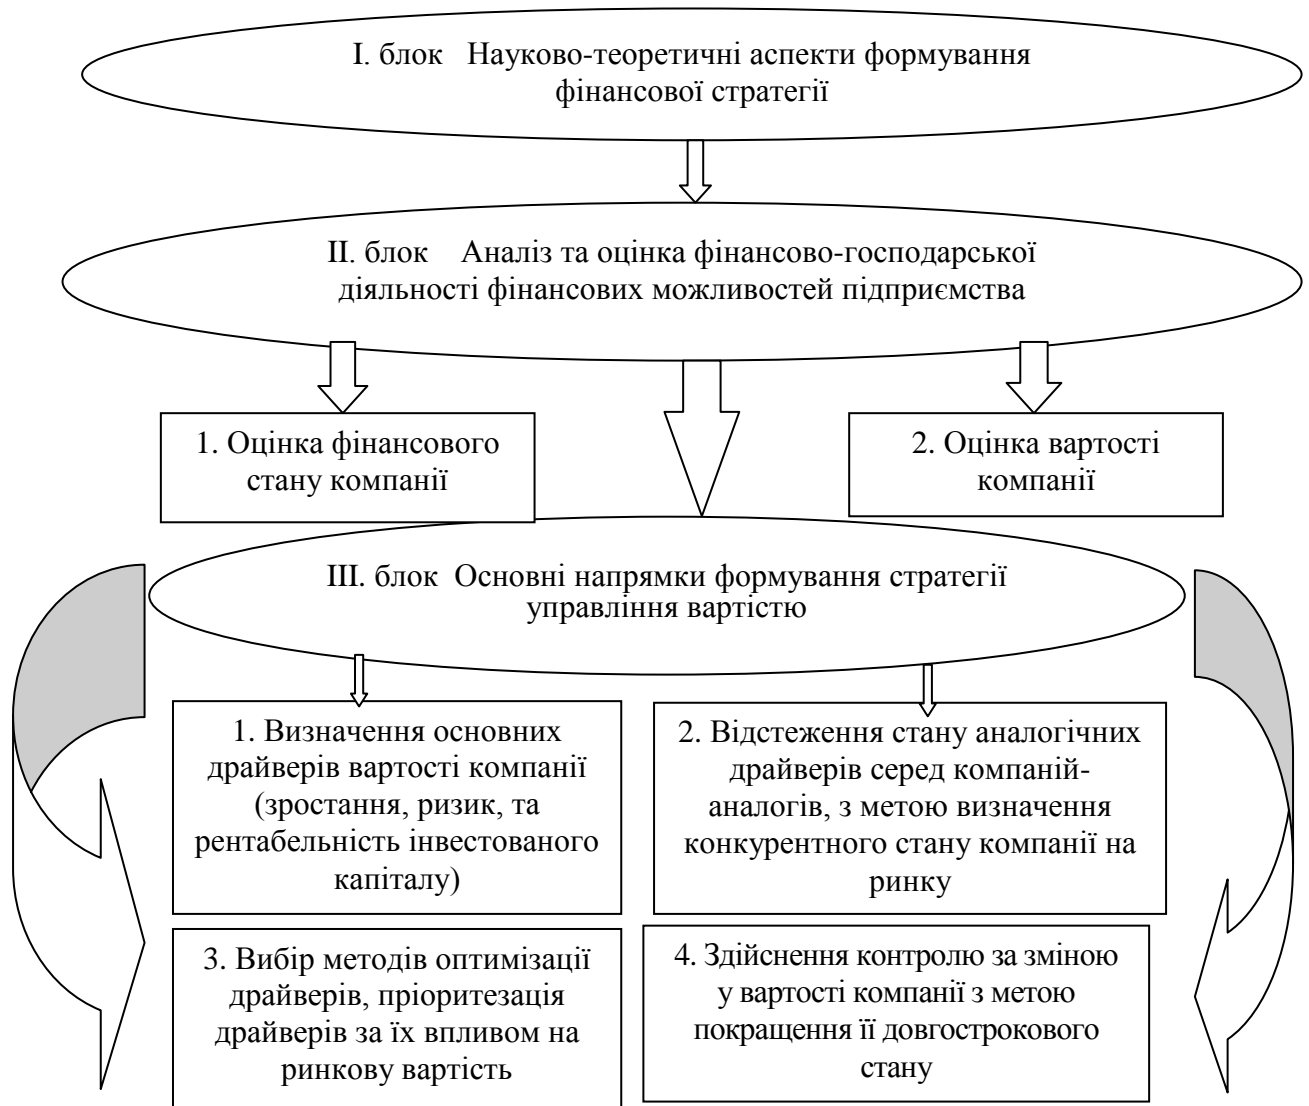 І. блок Науково-теоретичні аспекти формування
фінансової стратегії
ІІ. блок Аналіз та оцінка фінансово-господарської
діяльності фінансових можливостей підприємства
1. Оцінка фінансового
стану компанії
2. Оцінка вартості
компанії
ІІІ. блок Основні напрямки формування стратегії
управління вартістю
1. Визначення основних
драйверів вартості компанії
(зростання, ризик, та
рентабельність інвестованого
капіталу)
2. Відстеження стану аналогічних
драйверів серед компаній-
аналогів, з метою визначення
конкурентного стану компанії на
ринку
3. Вибір методів оптимізації
драйверів, пріоритезація
драйверів за їх впливом на
ринкову вартість
4. Здійснення контролю за зміною
у вартості компанії з метою
покращення її довгострокового
стану